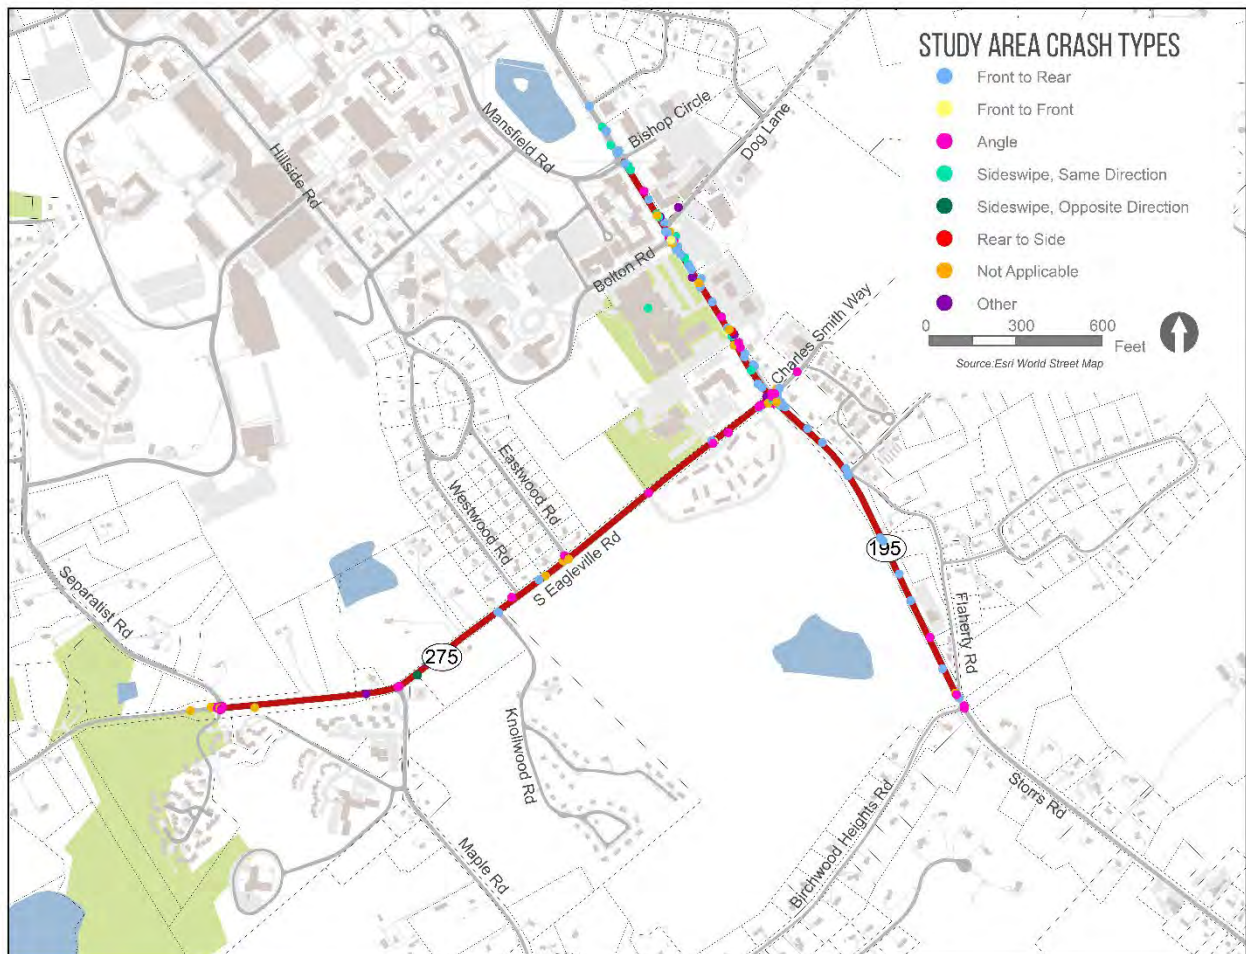 STUDY AREA CRASH TYPES
Front to Rear
Front to Front
Angle
Sideswipe, Same Direction
Sideswipe, Opposite Direction
Rear to Side
Not Applicable
Other
0 300 600
Feet
Source:Esri World Street Map
Mansfield Rd
Bishop Circle
Dog Lane
Hillside Rd
Bolton Rd
Charles Smith Way
Eastwood Rd
Westwood Rd
S Eagleville Rd
195
Separatist Rd
Flaherty Rd
275
Knollwood Rd
Storrs Rd
Birchwood Heights Rd
Maple Rd